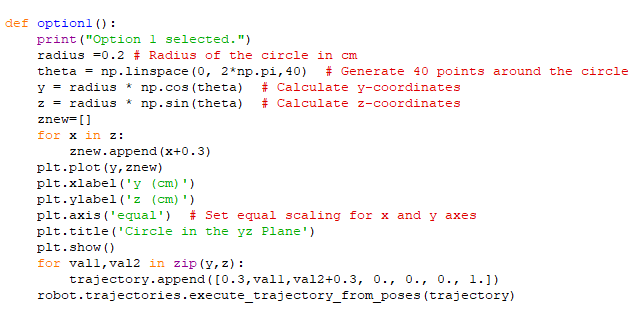 def option1():
    print("Option 1 selected.")
    radius =0.2 # Radius of the circle in cm
    theta = np.linspace(0, 2*np.pi,40)  # Generate 40 points around the circle
    y = radius * np.cos(theta)  # Calculate y-coordinates
    z = radius * np.sin(theta)  # Calculate z-coordinates
    znew=[]
    for x in z:
        znew.append(x+0.3)
    plt.plot(y,znew)
    plt.xlabel('y (cm)')
    plt.ylabel('z (cm)')
    plt.axis('equal')  # Set equal scaling for x and y axes
    plt.title('Circle in the yz Plane')
    plt.show()
    for val1,val2 in zip(y,z):
        trajectory.append([0.3,val1,val2+0.3, 0., 0., 0., 1.])
    robot.trajectories.execute_trajectory_from_poses(trajectory)